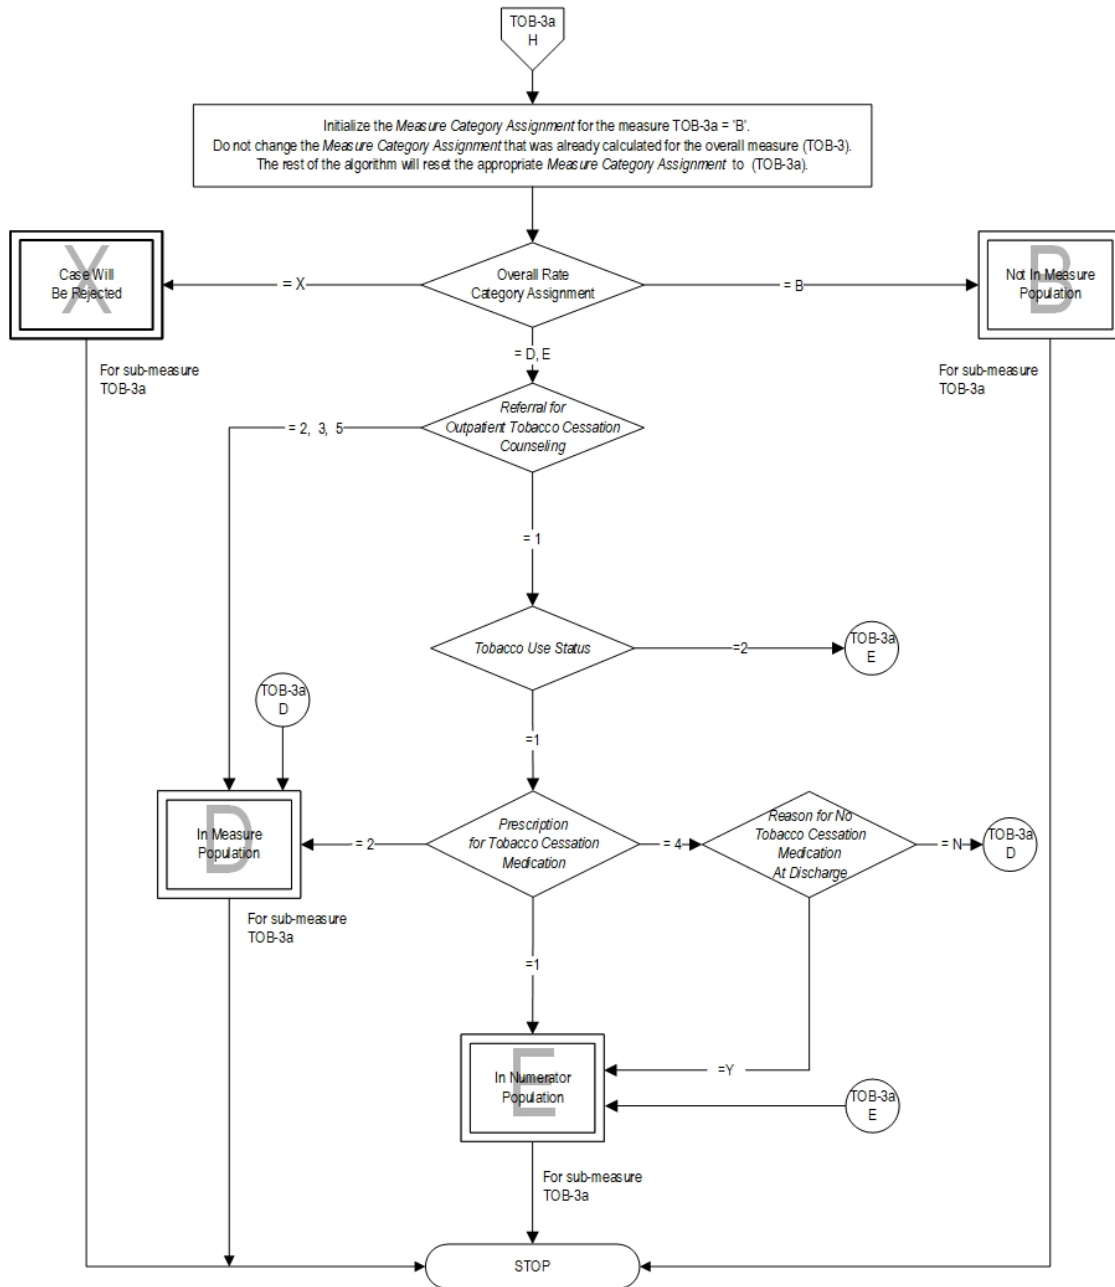 TOB-3a
H
Initialize the Measure Category Assignment for the measure TOB-3a = 'B'.
Do not change the Measure Category Assignment that was already calculated for the overall measure (TOB-3).
The rest of the algorithm will reset the appropriate Measure Category Assignment to (TOB-3a).
X
Case Will
Be Rejected
= X
Overall Rate
Category Assignment
= B
B
Not In Measure
Population
For sub-measure
TOB-3a
= D, E
For sub-measure
TOB-3a
= 2, 3, 5
Referral for
Outpatient Tobacco Cessation
Counseling
= 1
Tobacco Use Status
=2
TOB-3a
E
TOB-3a
D
=1
D
In Measure
Population
= 2
Prescription
for Tobacco Cessation
Medication
= 4
Reason for No
Tobacco Cessation
Medication
At Discharge
= N
TOB-3a
D
For sub-measure
TOB-3a
=1
E
In Numerator
Population
=Y
TOB-3a
E
For sub-measure
TOB-3a
STOP